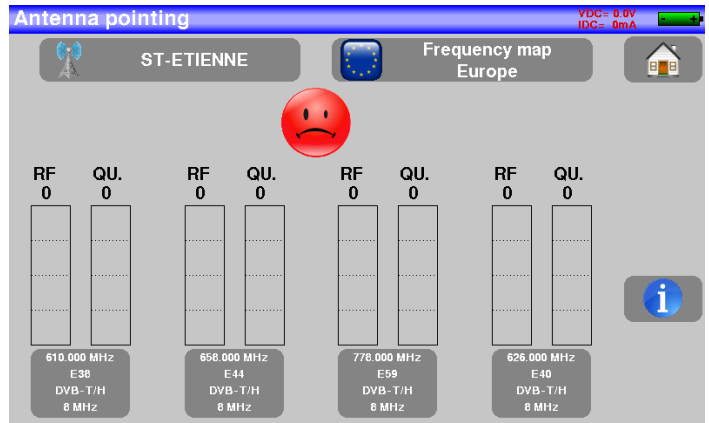 Antenna pointing
VDC= 0.0V
IDC= 0mA
- +
ST-ETIENNE
Frequency map
Europe
RF QU. RF QU. RF QU. RF QU.
0 0 0 0 0 0 0 0
i
610.000 MHz 658.000 MHz 778.000 MHz 626.000 MHz
E38 E44 E59 E40
DVB-T/H DVB-T/H DVB-T/H DVB-T/H
8 MHz 8 MHz 8 MHz 8 MHz